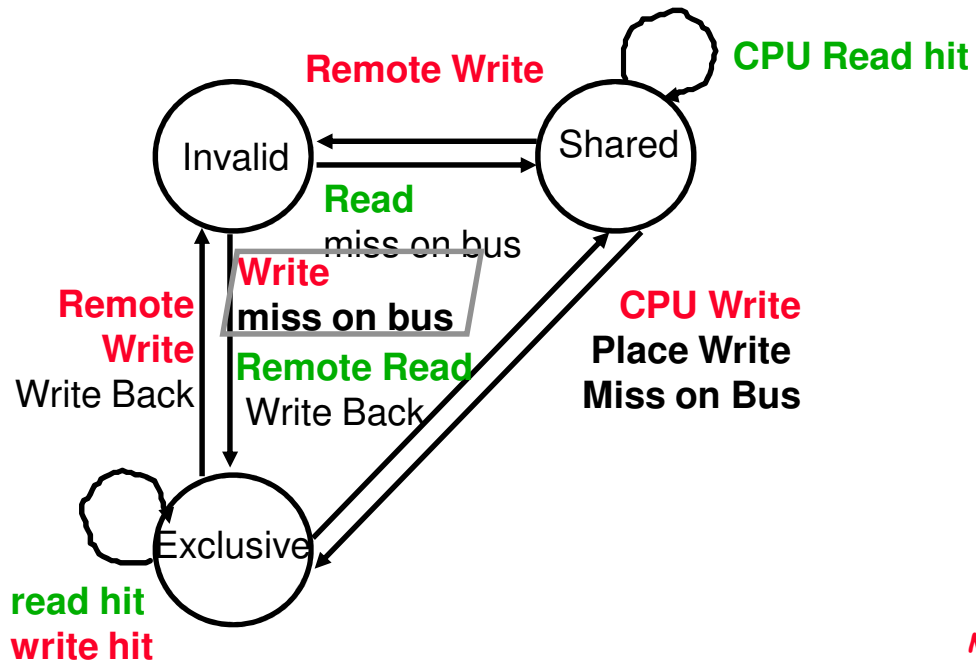 Remote Write
CPU Read hit
Invalid
Shared
Read
miss on bus
Write
miss on bus
Remote
Write
Write Back
CPU Write
Place Write
Miss on Bus
Remote Read
Write Back
Exclusive
read hit
write hit